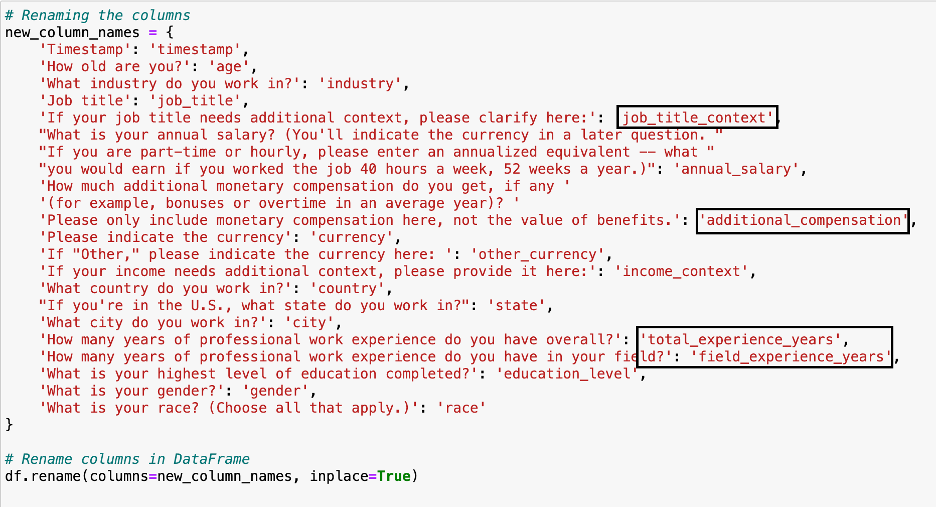 # Renaming the columns
new_column_names = {
    'Timestamp': 'timestamp',
    'How old are you?': 'age',
    'What industry do you work in?': 'industry',
    'Job title': 'job_title',
    'If your job title needs additional context, please clarify here:': 'job_title_context',
    "What is your annual salary? (You'll indicate the currency in a later question. "
    "If you are part-time or hourly, please enter an annualized equivalent -- what "
    "you would earn if you worked the job 40 hours a week, 52 weeks a year.)": 'annual_salary',
    'How much additional monetary compensation do you get, if any '
    '(for example, bonuses or overtime in an average year)? '
    'Please only include monetary compensation here, not the value of benefits.': 'additional_compensation',
    'Please indicate the currency': 'currency',
    'If "Other," please indicate the currency here: ': 'other_currency',
    'If your income needs additional context, please provide it here:': 'income_context',
    'What country do you work in?': 'country',
    "If you're in the U.S., what state do you work in?": 'state',
    'What city do you work in?': 'city',
    'How many years of professional work experience do you have overall?': 'total_experience_years',
    'How many years of professional work experience do you have in your field?': 'field_experience_years',
    'What is your highest level of education completed?': 'education_level',
    'What is your gender?': 'gender',
    'What is your race? (Choose all that apply.)': 'race'
}
# Rename columns in DataFrame
df.rename(columns=new_column_names, inplace=True)